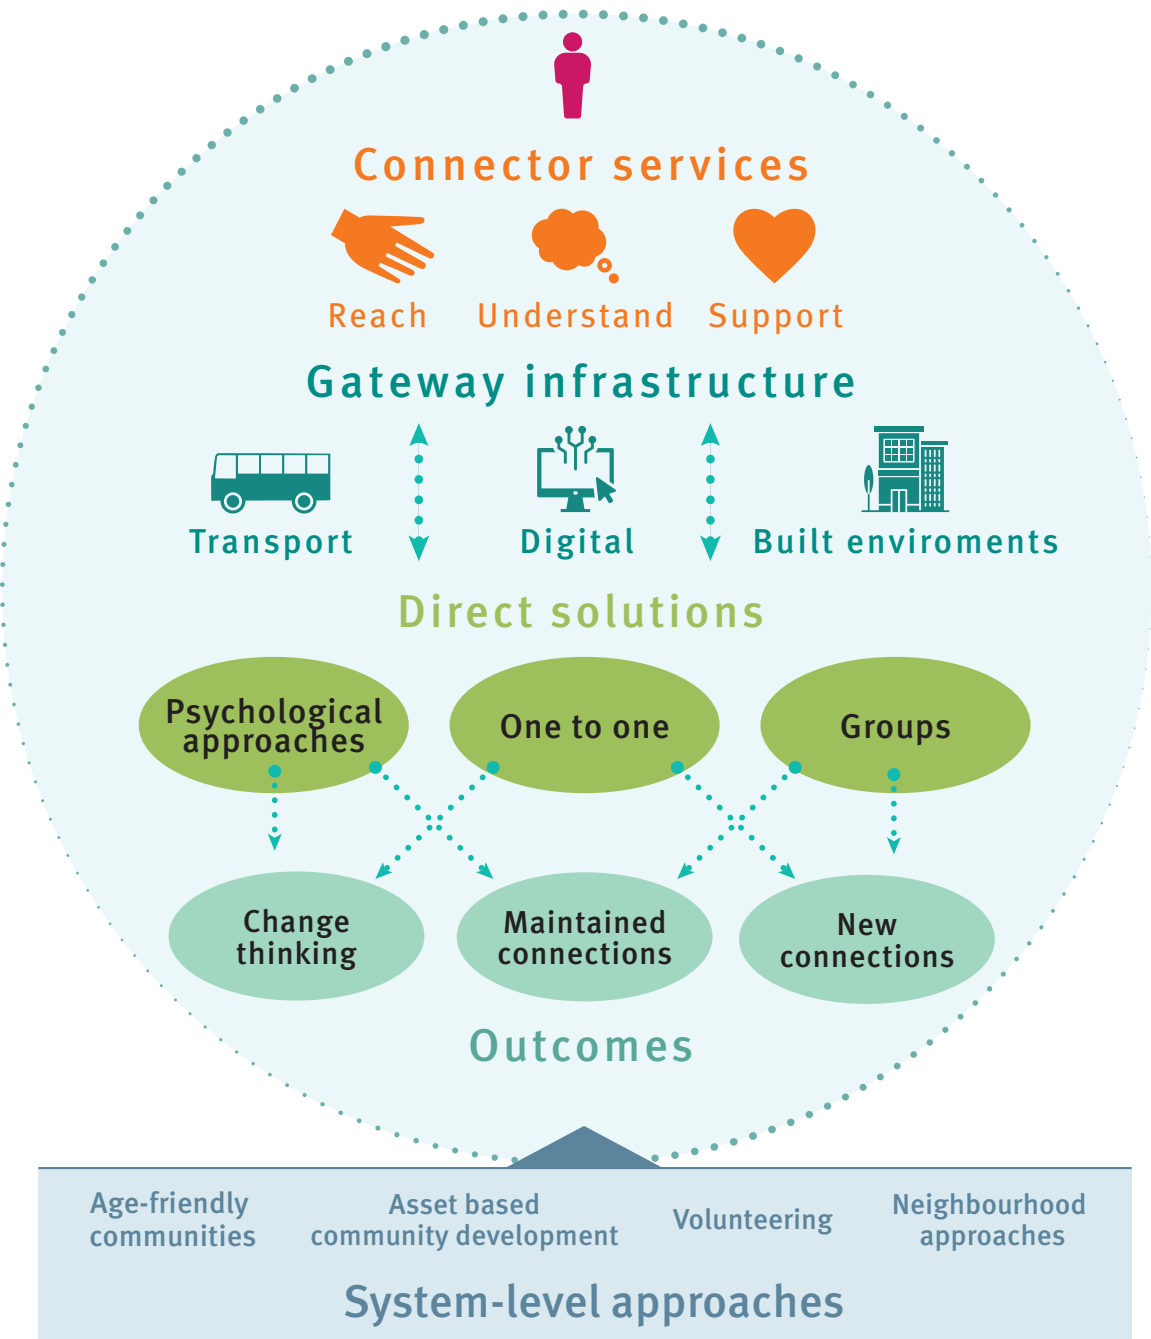 Connector services
Reach Understand Support
Gateway infrastructure
Transport Digital Built enviroments
Direct solutions
Psychological
approaches
One to one
Groups
Change
thinking
Maintained
connections
New
connections
Outcomes
Age-friendly
communities
Asset based
community development
Volunteering
Neighbourhood
approaches
System-level approaches